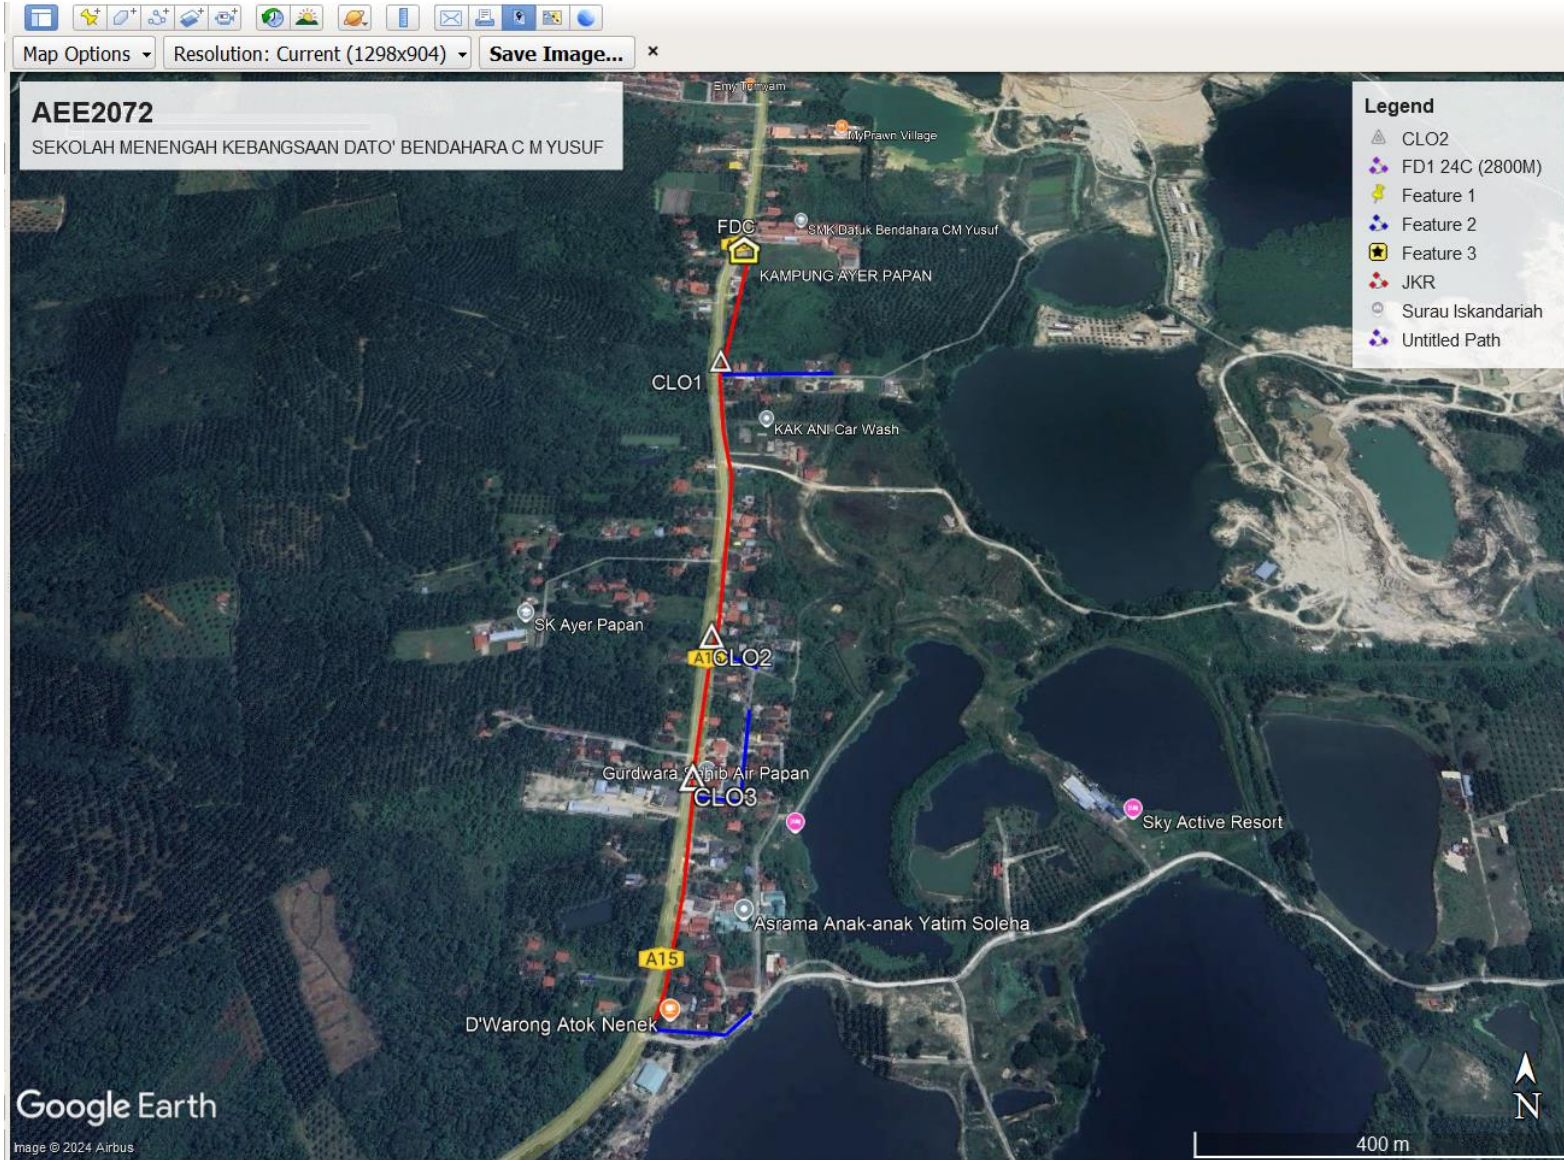 Map Options
Resolution: Current (1298x904)
Save Image...
AEE2072
SEKOLAH MENENGAH KEBANGSAAN DATO' BENDAHARA C M YUSUF
Legend
CLO2
FD1 24C (2800M)
Feature 1
Feature 2
Feature 3
JKR
Surau Iskandariah
Untitled Path
MyPrawn Village
FDC
SMK Datuk Bendahara CM Yusuf
KAMPUNG AYER PAPAN
CLO1
KAK ANI Car Wash
SK Ayer Papan
CLO2
Gurdwara Sahib Air Papan
CLO3
Sky Active Resort
Asrama Anak-anak Yatim Soleha
A15
D'Warong Atok Nenek
Google Earth
Image © 2024 Airbus
N
400 m